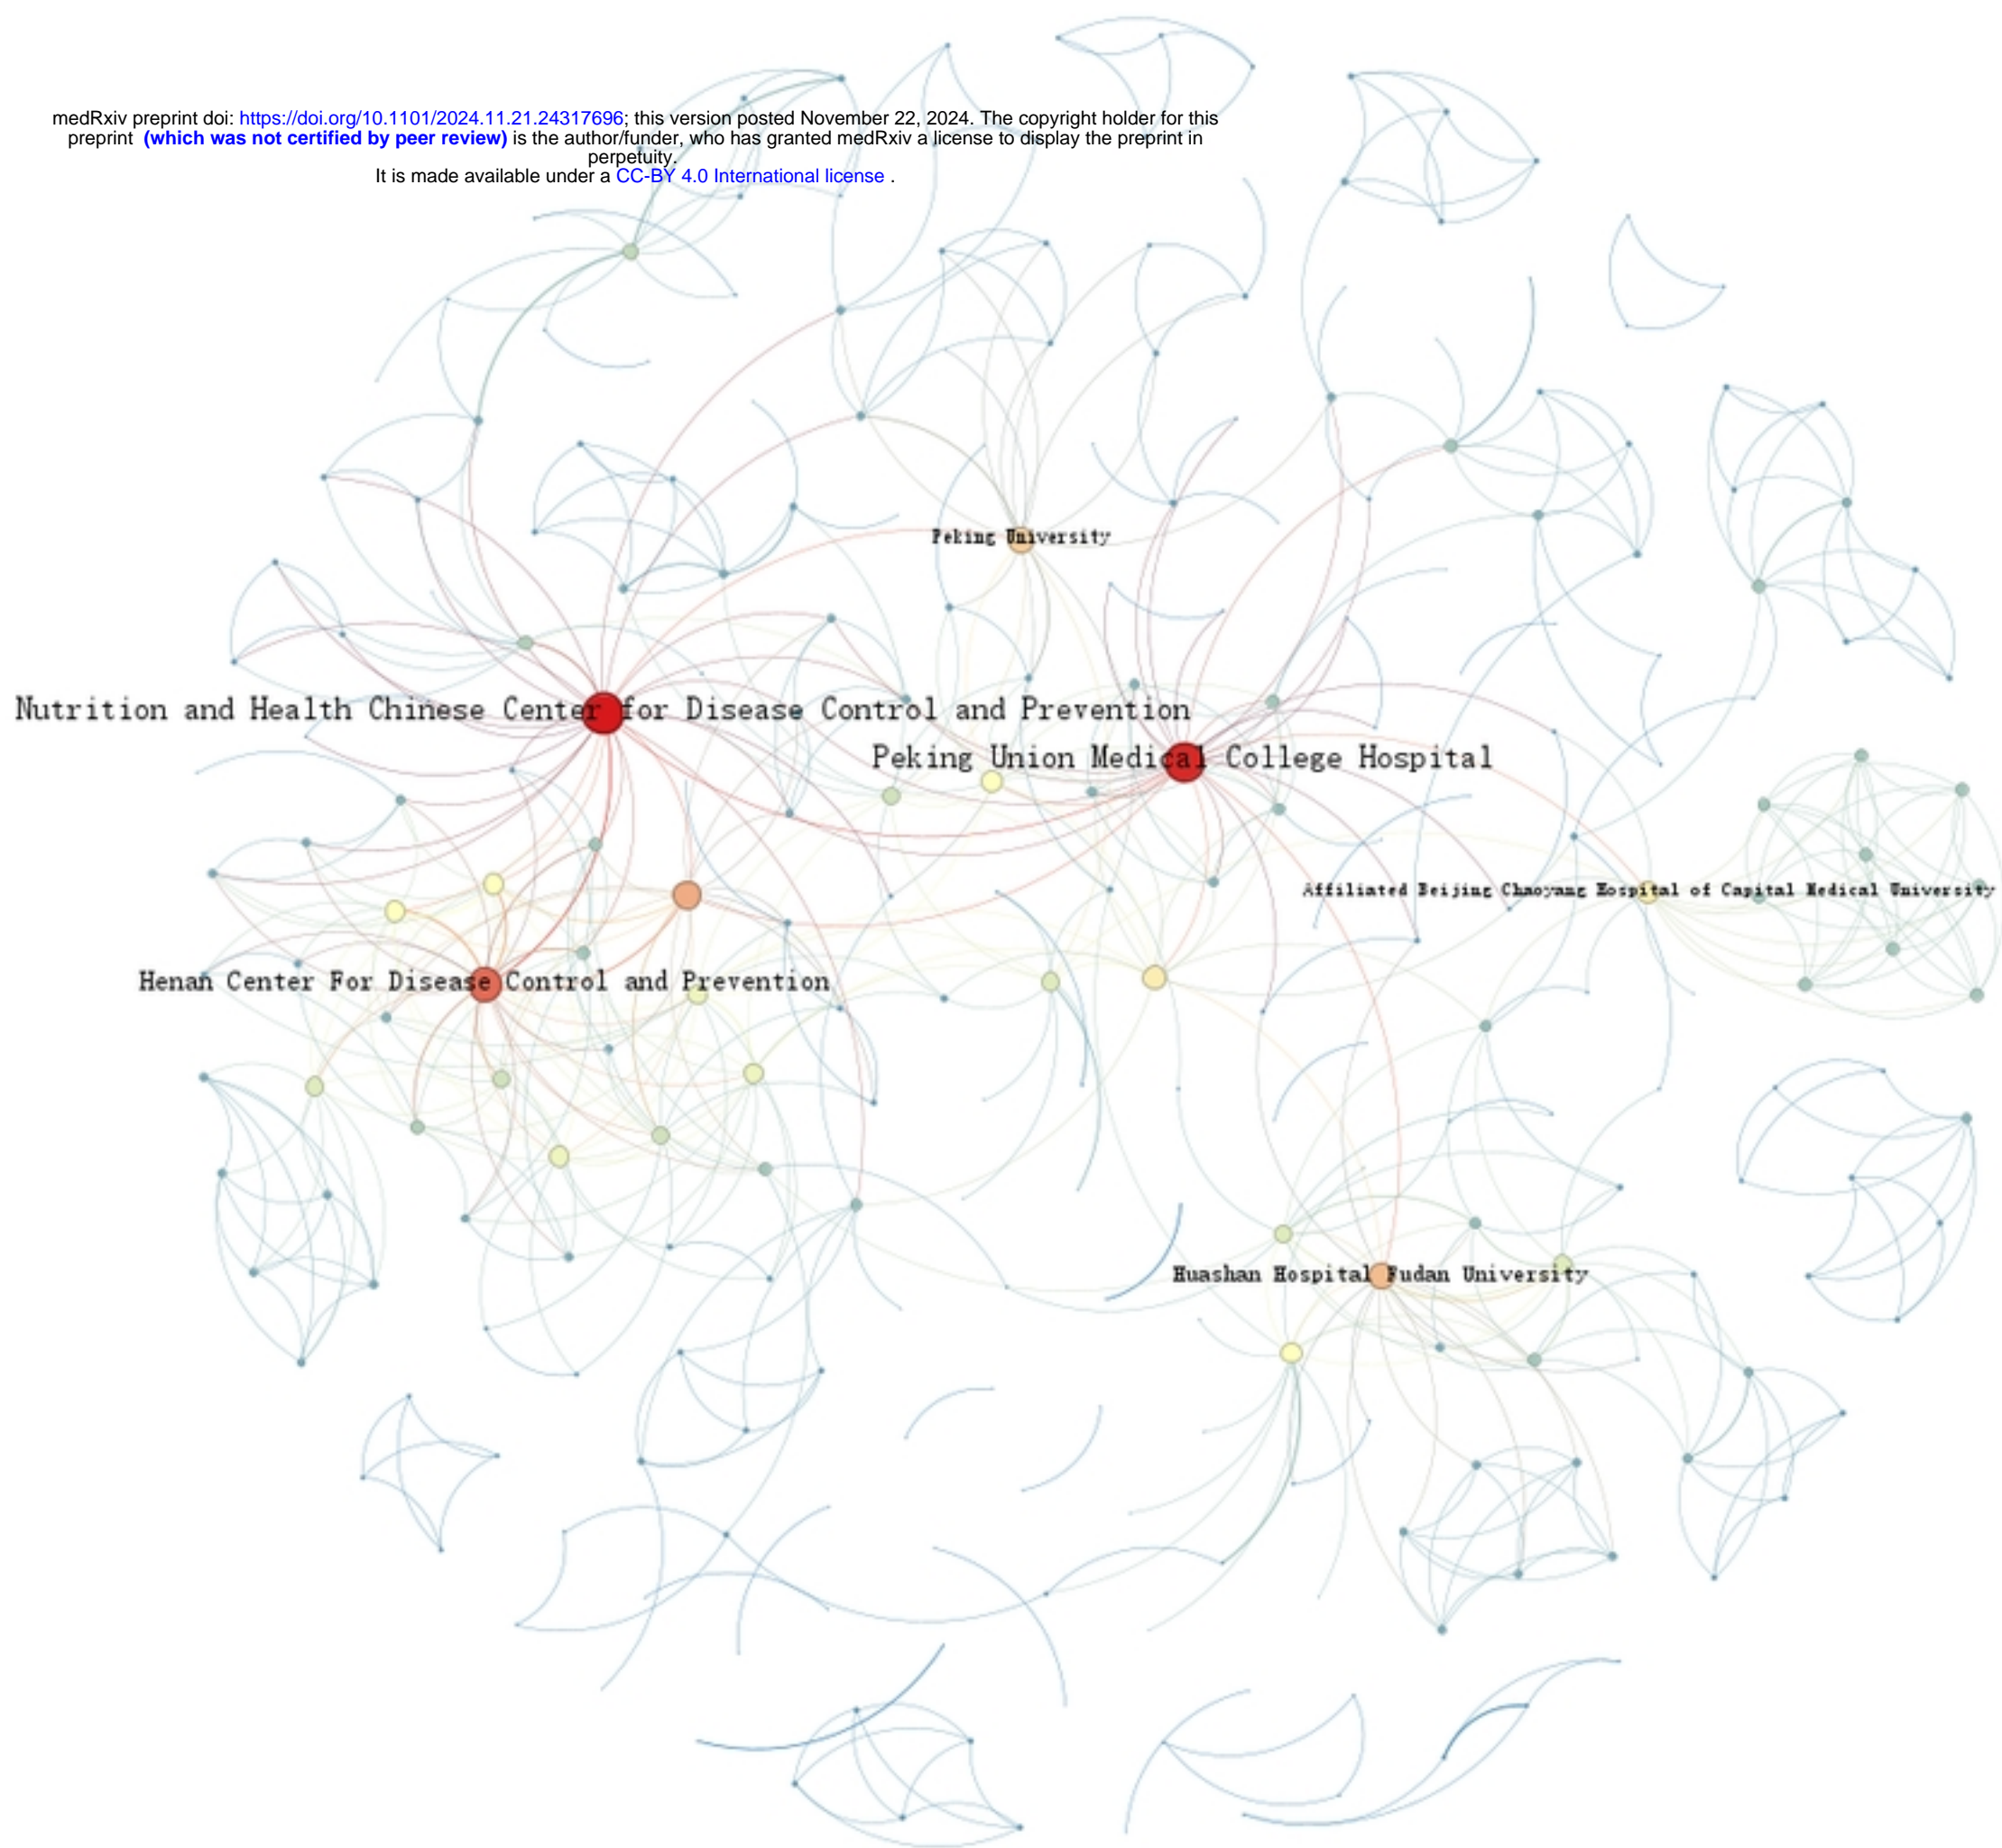 medRxiv preprint doi: https://doi.org/10.1101/2024.11.21.24317696; this version posted November 22, 2024. The copyright holder for this
preprint (which was not certified by peer review) is the author/funder, who has granted medRxiv a license to display the preprint in
perpetuity.
It is made available under a CC-BY 4.0 International license .
Peking University
Nutrition and Health Chinese Center for Disease Control and Prevention
Peking Union Medical College Hospital
Affiliated Beijing Chaoyang Hospital of Capital Medical University
Henan Center For Disease Control and Prevention
Huashan Hospital Fudan University